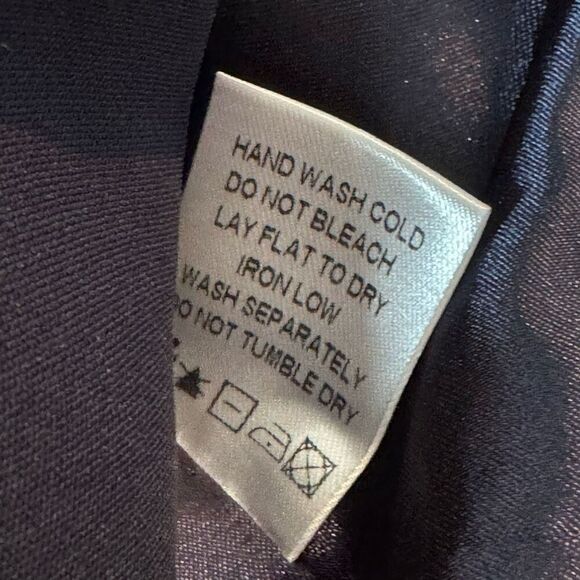 HAND WASH COLD
DO NOT BLEACH
LAY FLAT TO DRY
IRON LOW
WASH SEPARATELY
DO NOT TUMBLE DRY